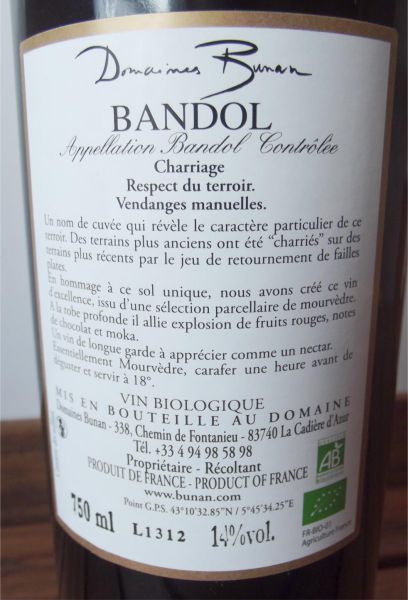 Domaines Bunan
BANDOL
Appellation Bandol Contrôlée
Charriage
Respect du terroir.
Vendanges manuelles.
Un nom de cuvée qui révèle le caractère particulier de ce
terroir. Des terrains plus anciens ont été "charriés" sur des
terrains plus récents par le jeu de retournement de failles
plates.
En hommage à ce sol unique, nous avons créé ce vin
d'excellence, issu d'une sélection parcellaire de mourvèdre.
A la robe profonde il allie explosion de fruits rouges, notes
de chocolat et moka.
Un vin de longue garde à apprécier comme un nectar.
Essentiellement Mourvèdre, carafer une heure avant de
déguster et servir à 18°.
VIN BIOLOGIQUE
MIS EN BOUTEILLE AU DOMAINE
Domaines Bunan - 338, Chemin de Fontanieu - 83740 La Cadière d'Azur
Tél. +33 4 94 98 58 98
Propriétaire - Récoltant
PRODUIT DE FRANCE - PRODUCT OF FRANCE
www.bunan.com
Point G.P.S. 43°10'32.85"N / 5°45'34.25"E
750 ml L1312 14%vol.
AB
FR-BIO-01
Agriculture France